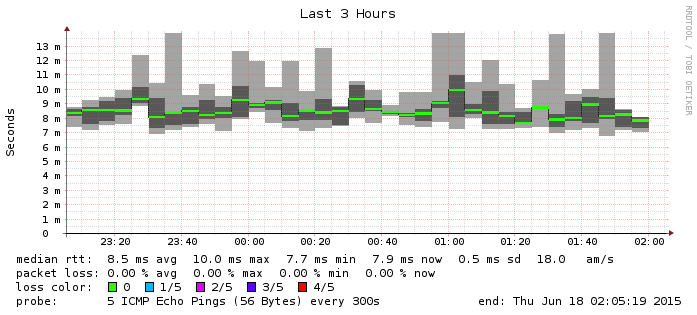 Last 3 Hours
RRDTOOL / TOBI OETIKER
Seconds
13 m
12 m
11 m
10 m
9 m
8 m
7 m
6 m
5 m
4 m
3 m
2 m
1 m
0
23:20 23:40 00:00 00:20 00:40 01:00 01:20 01:40 02:00
median rtt: 8.5 ms avg 10.0 ms max 7.7 ms min 7.9 ms now 0.5 ms sd 18.0 am/s
packet loss: 0.00 % avg 0.00 % max 0.00 % min 0.00 % now
loss color: 0 1/5 2/5 3/5 4/5
probe: 5 ICMP Echo Pings (56 Bytes) every 300s end: Thu Jun 18 02:05:19 2015